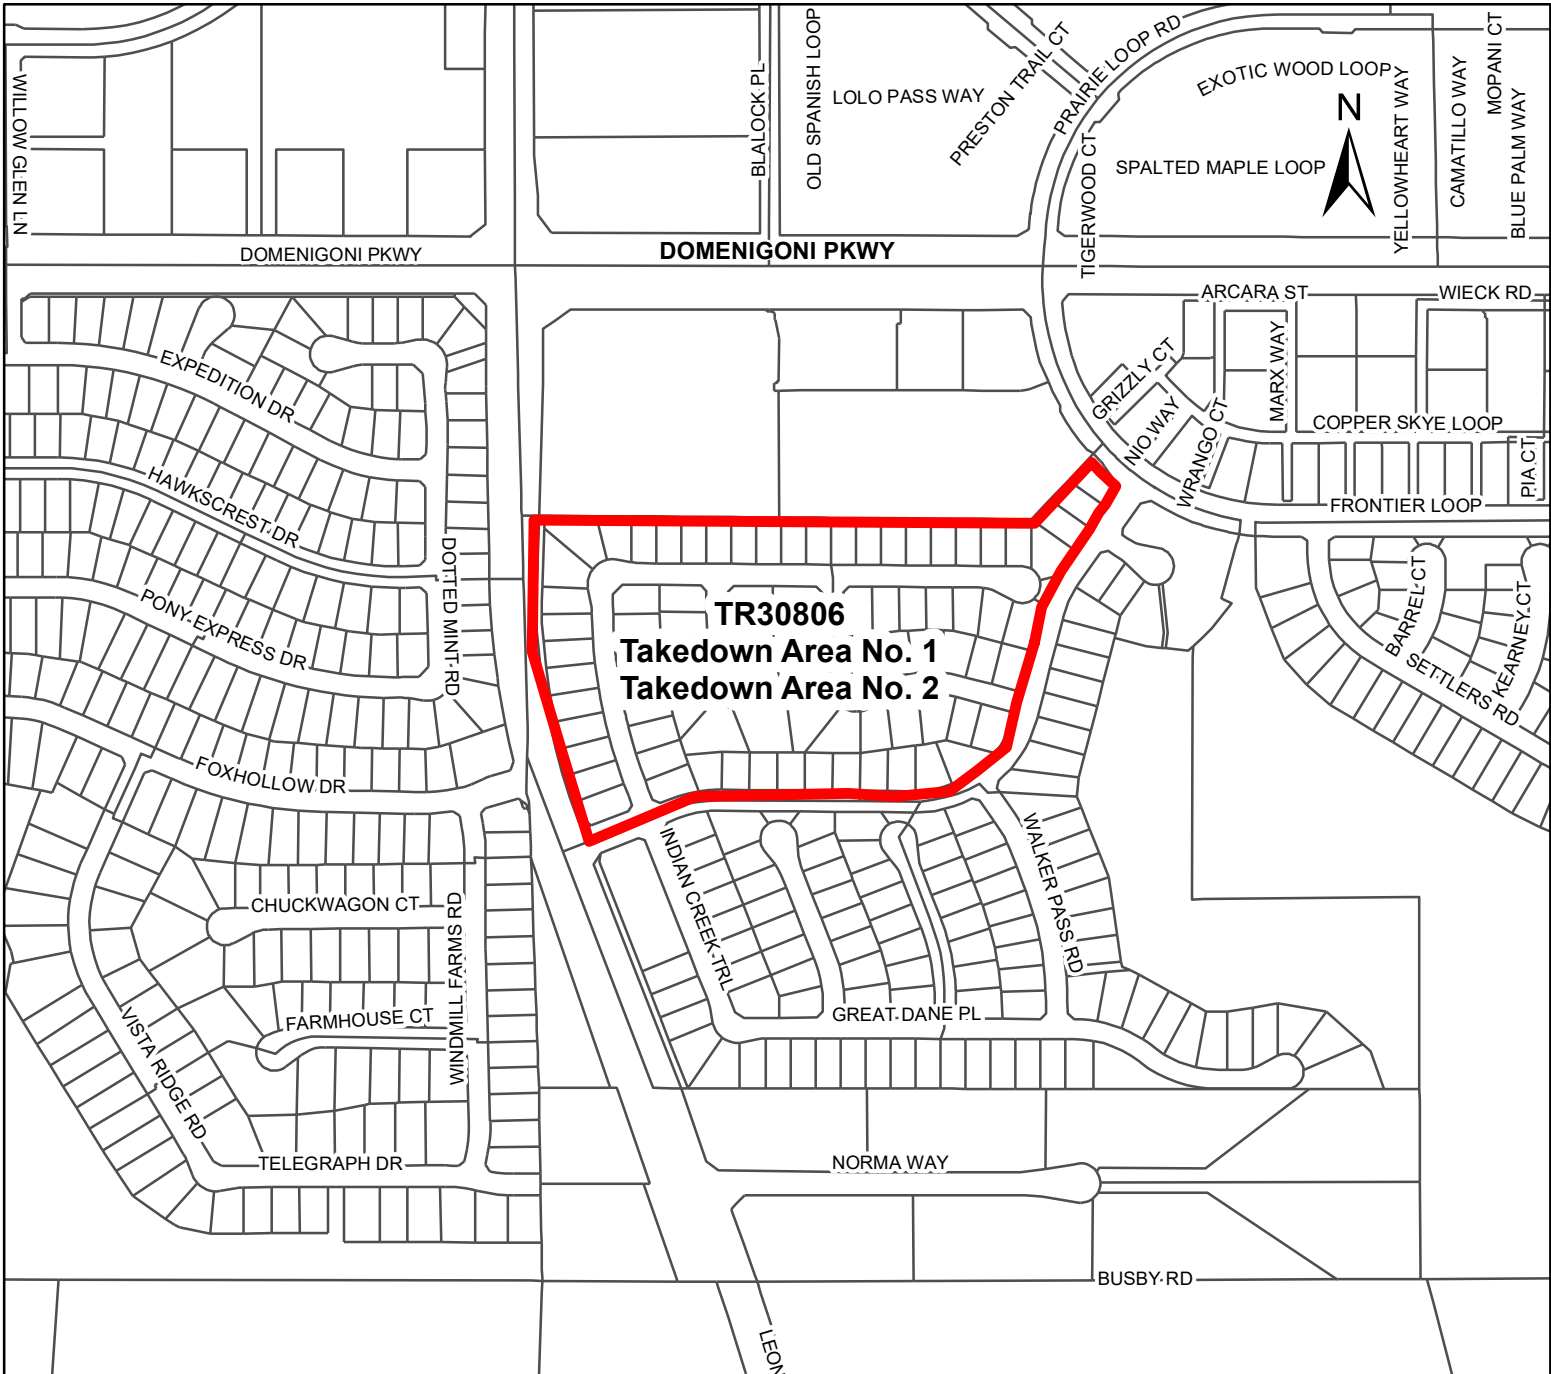 MOPANI CT
OLD SPANISH LOOP
PRAIRIE LOOP RD
PRESTON TRAIL CT
EXOTIC WOOD LOOP
CAMATILLO WAY
YELLOWHEART WAY
BLALOCK PL
WILLOW GLEN LN
LOLO PASS WAY
N
BLUE PALM WAY
TIGERWOOD CT
SPALTED MAPLE LOOP
DOMENIGONI PKWY
DOMENIGONI PKWY
ARCARA ST
WIECK RD
MARX WAY
GRIZZLY CT
EXPEDITION DR
NIO WAY
WRANGO CT
COPPER SKYE LOOP
PIA CT
HAWKSCREST DR
FRONTIER LOOP
DOTTED MINT RD
BARREL CT
KEARNEY CT
PONY EXPRESS DR
TR30806
Takedown Area No. 1
Takedown Area No. 2
SETTLERS RD
FOXHOLLOW DR
INDIAN CREEK TRL
WALKER PASS RD
CHUCKWAGON CT
WINDMILL FARMS RD
FARMHOUSE CT
GREAT DANE PL
VISTA RIDGE RD
TELEGRAPH DR
NORMA WAY
BUSBY RD
LEON